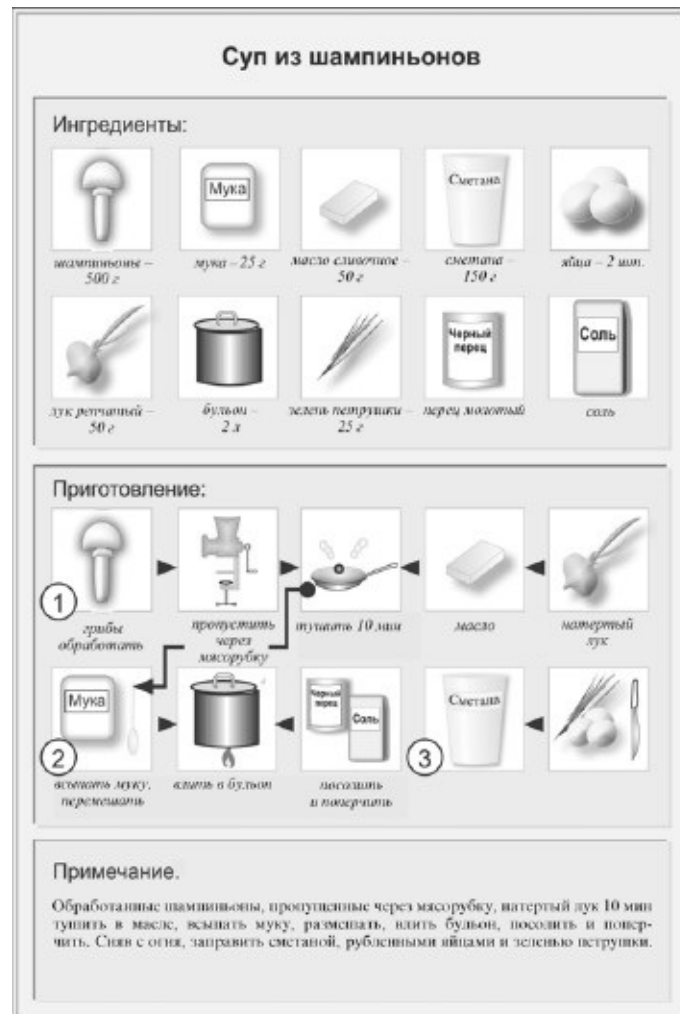 Суп из шампиньонов
Ингредиенты:
Мука
Сметана
шампиньоны –
500 г
мука – 25 г
масло сливочное –
50 г
сметана –
150 г
яйца – 2 шт.
Черный
перец
Соль
лук репчатый –
50 г
бульон –
2 л
зелень петрушки –
25 г
перец молотый
соль
Приготовление:
1
грибы
обработать
пропустить
через
мясорубку
тушить 10 мин
масло
натертый
лук
Мука
Черный
перец
Соль
Сметана
2
3
всыпать муку,
перемешать
влить в бульон
посолить
и поперчить
Примечание.
Обработанные шампиньоны, пропущенные через мясорубку, натертый лук 10 мин
тушить в масле, всыпать муку, размешать, влить бульон, посолить и попер-
чить. Сняв с огня, заправить сметаной, рубленными яйцами и зеленью петрушки.